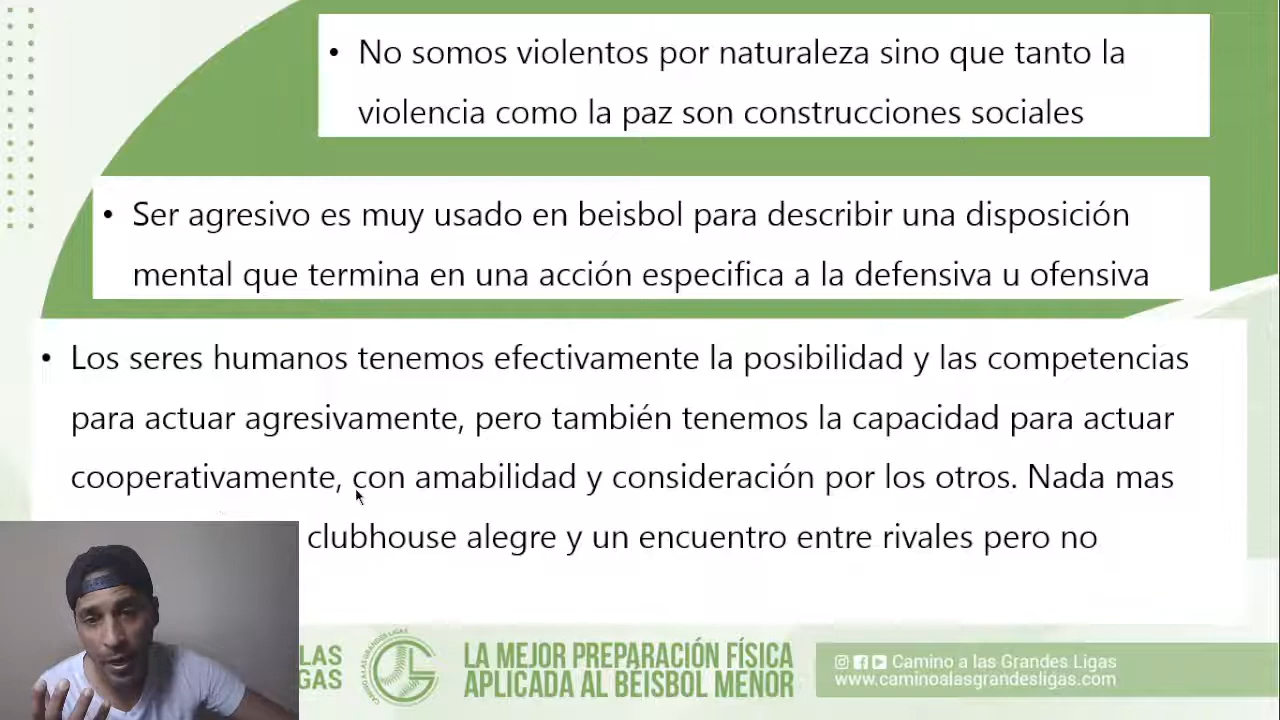 • No somos violentos por naturaleza sino que tanto la
violencia como la paz son construcciones sociales
• Ser agresivo es muy usado en beisbol para describir una disposición
mental que termina en una acción especifica a la defensiva u ofensiva
• Los seres humanos tenemos efectivamente la posibilidad y las competencias
para actuar agresivamente, pero también tenemos la capacidad para actuar
cooperativamente, con amabilidad y consideración por los otros. Nada mas
clubhouse alegre y un encuentro entre rivales pero no
LAS
GAS
CAMINO A LAS GRANDES LIGAS
LA MEJOR PREPARACIÓN FÍSICA
APLICADA AL BEISBOL MENOR
Camino a las Grandes Ligas
www.caminoalasgrandesligas.com